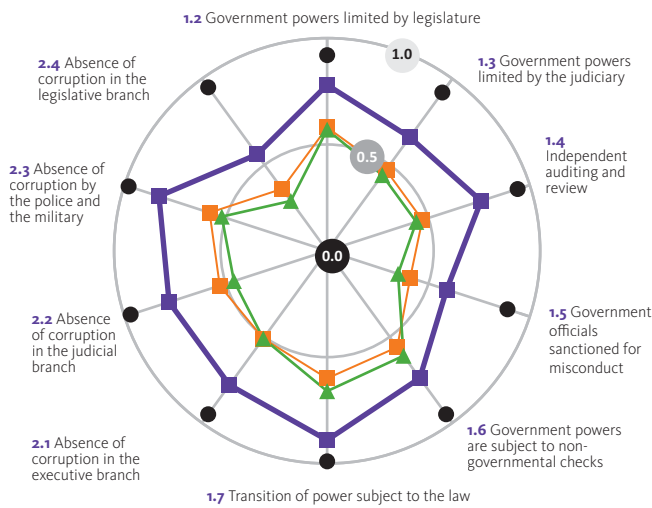 1.2 Government powers limited by legislature
1.0
1.3 Government powers
limited by the judiciary
1.4
Independent
auditing and
review
1.5 Government
officials
sanctioned for
misconduct
1.6 Government powers
are subject to non-
governmental checks
1.7 Transition of power subject to the law
2.1 Absence of
corruption in the
executive branch
2.2 Absence
of corruption
in the judicial
branch
2.3 Absence of
corruption by
the police and
the military
2.4 Absence of
corruption in the
legislative branch
0.5
0.0